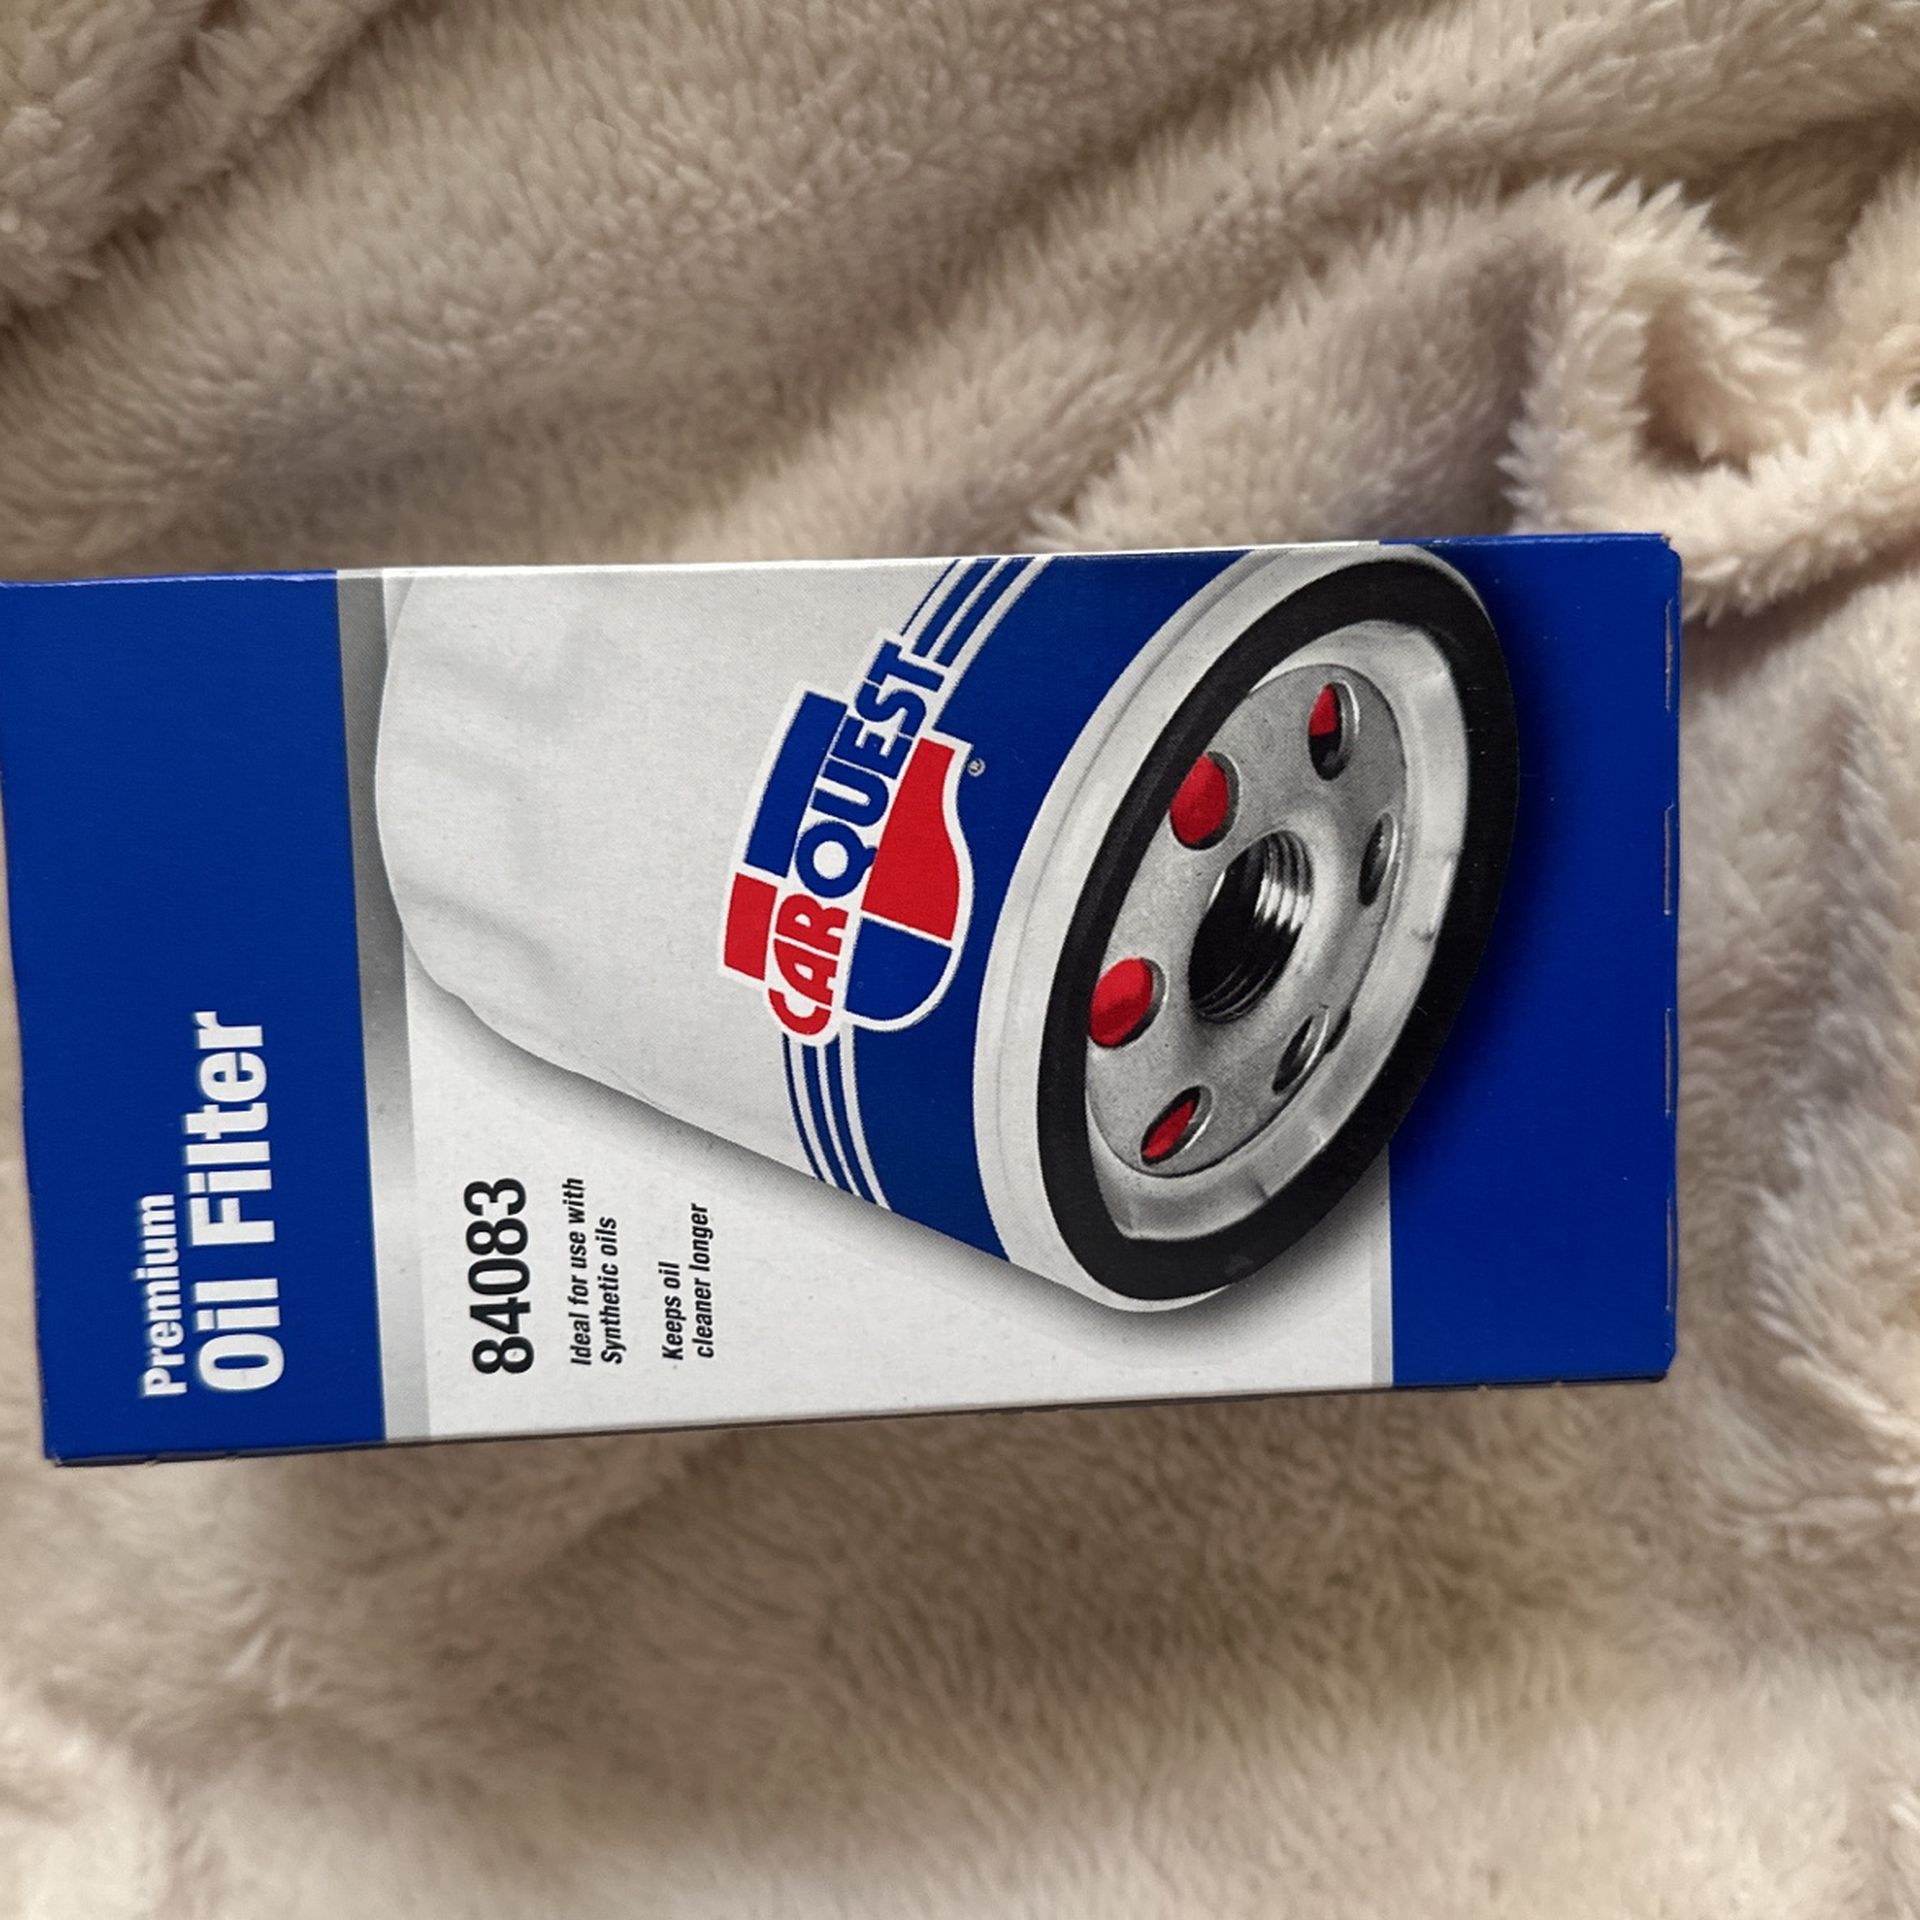 Premium
Oil Filter
84083
Ideal for use with
Synthetic oils
Keeps oil
cleaner longer
CARQUEST
®